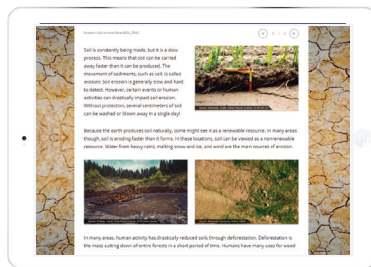 Soil is constantly being made, but it is a slow
process. This means that soil can be carried
away faster than it can be produced. The
movement of sediments, such as soil, is called
erosion. Soil erosion is generally slow and hard
to detect. However, certain events or human
activities can drastically impact soil erosion.
Without protection, several centimeters of soil
can be washed or blown away in a single day!
Because the earth produces soil naturally, some might see it as a renewable resource. In many areas
though, soil is eroding faster than it forms. In these locations, soil can be viewed as a nonrenewable
resource. Water from heavy rains, melting snow and ice, and wind are the main sources of erosion.
In many areas, human activity has drastically reduced soils through deforestation. Deforestation is
the mass cutting down of entire forests in a short period of time. Humans have many uses for wood